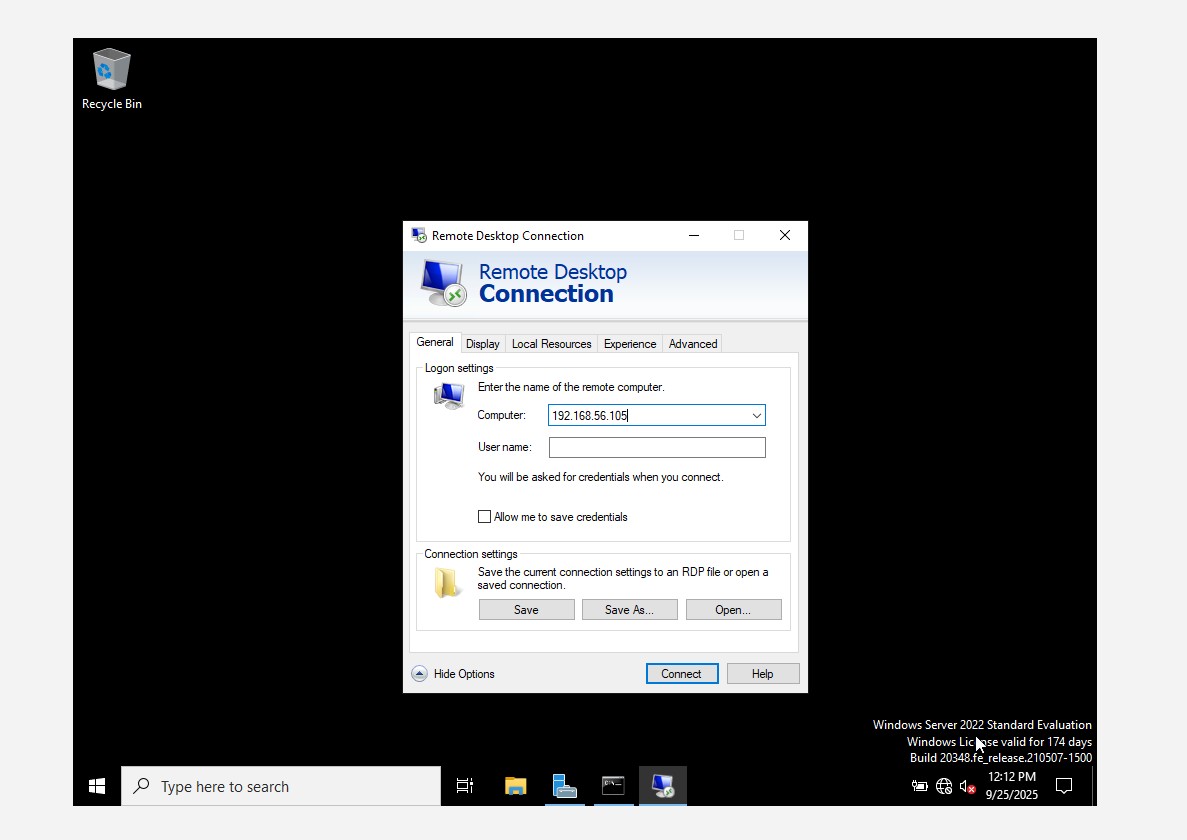 Recycle Bin
Remote Desktop Connection
Remote Desktop
Connection
General
Display
Local Resources
Experience
Advanced
Logon settings
Enter the name of the remote computer.
Computer:
192.168.56.105
User name:
You will be asked for credentials when you connect.
Allow me to save credentials
Connection settings
Save the current connection settings to an RDP file or open a
saved connection.
Save
Save As...
Open...
Hide Options
Connect
Help
Windows Server 2022 Standard Evaluation
Windows License valid for 174 days
Build 20348.fe_release.210507-1500
Type here to search
12:12 PM
9/25/2025